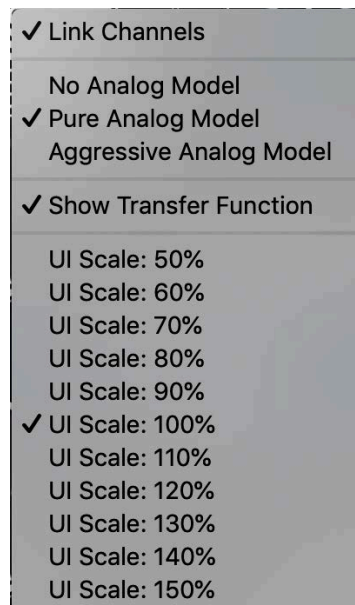 ✓ Link Channels
No Analog Model
✓ Pure Analog Model
Aggressive Analog Model
✓ Show Transfer Function
UI Scale: 50%
UI Scale: 60%
UI Scale: 70%
UI Scale: 80%
UI Scale: 90%
✓ UI Scale: 100%
UI Scale: 110%
UI Scale: 120%
UI Scale: 130%
UI Scale: 140%
UI Scale: 150%